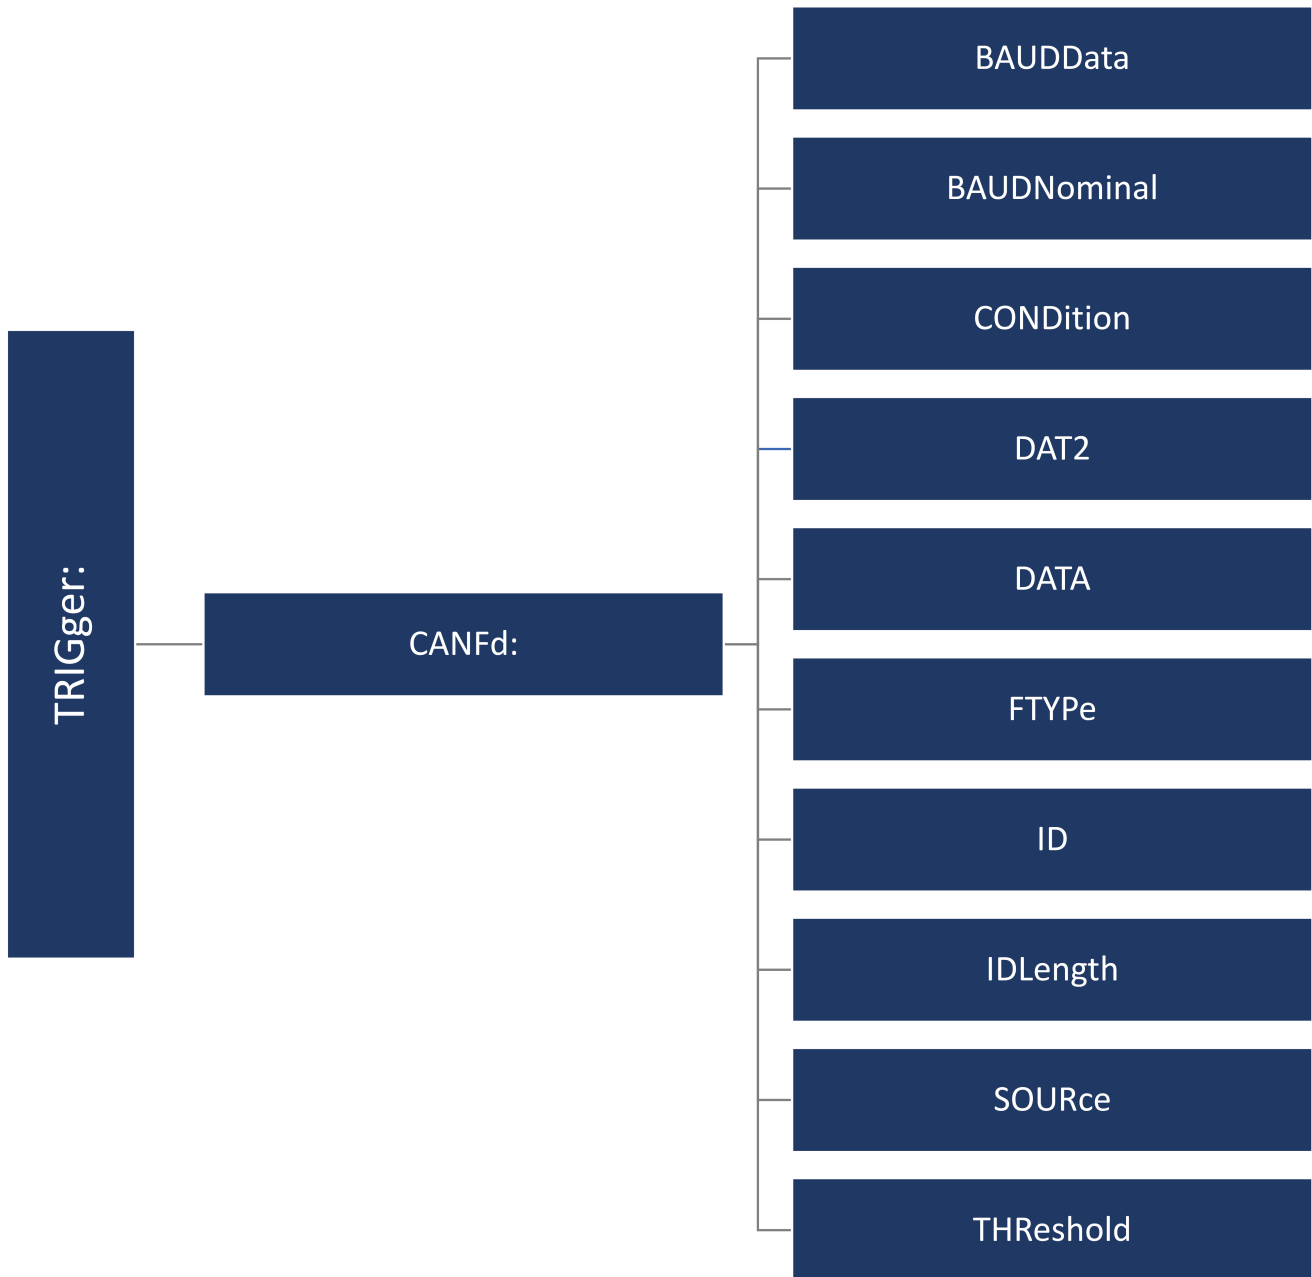 TRIGger:
CANFd:
BAUDData
BAUDNominal
CONDition
DAT2
DATA
FTYPe
ID
IDLength
SOURce
THReshold